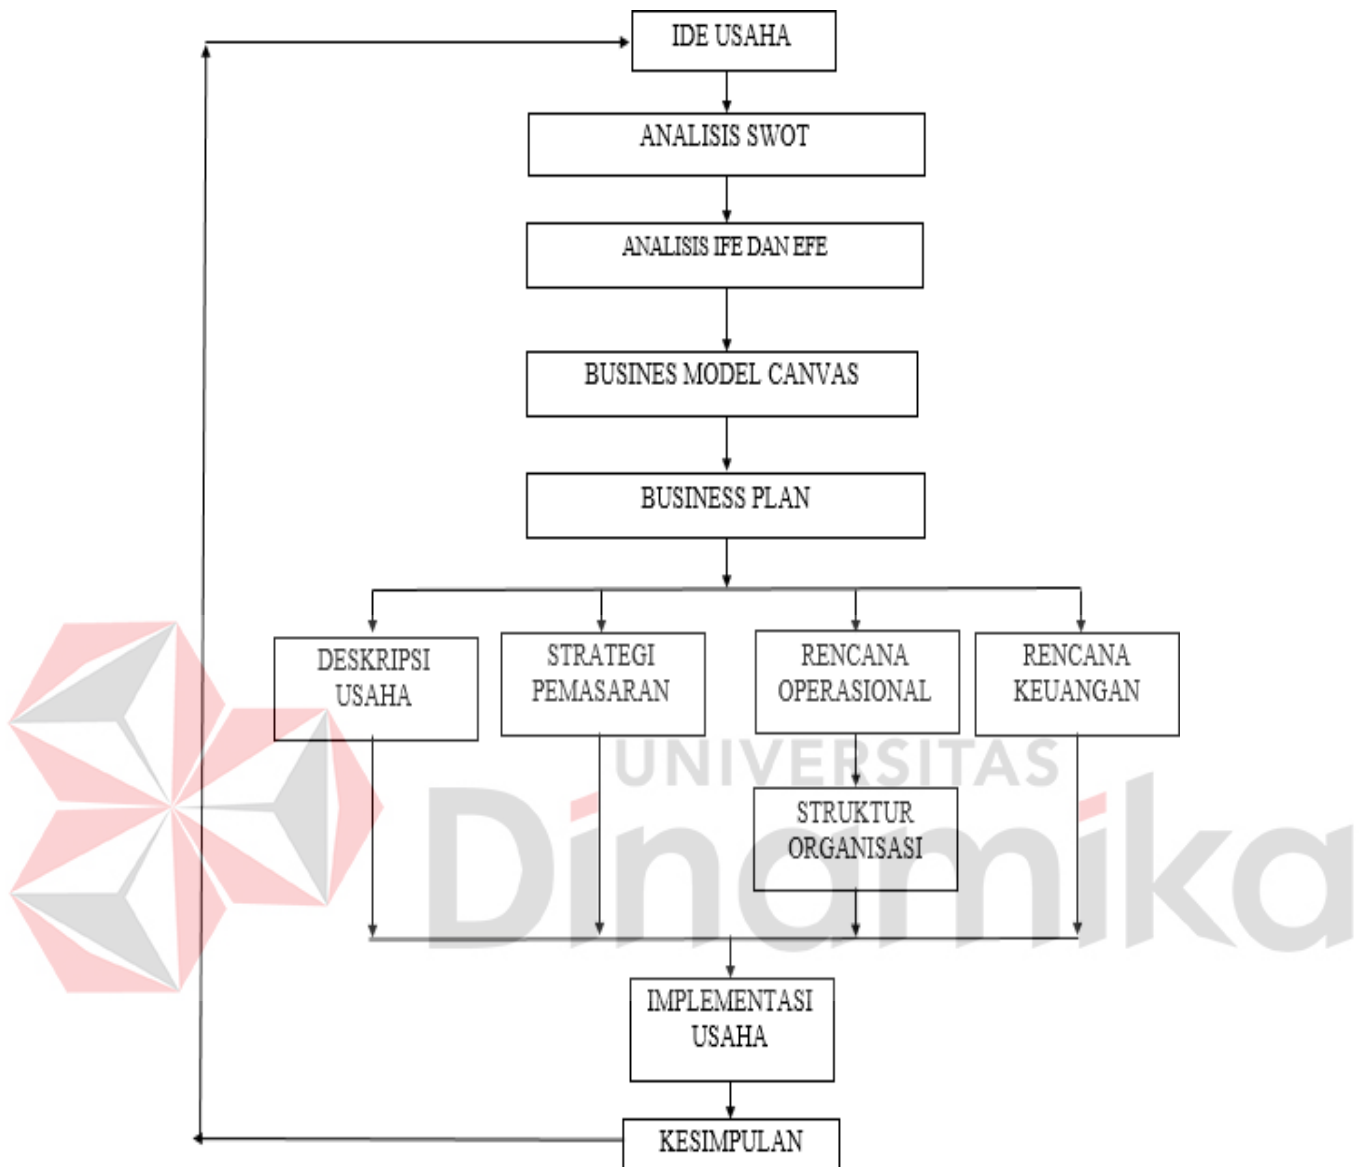 IDE USAHA
ANALISIS SWOT
ANALISIS IFE DAN EFE
BUSINES MODEL CANVAS
BUSINESS PLAN
DESKRIPSI
USAHA
STRATEGI
PEMASARAN
RENCANA
OPERASIONAL
RENCANA
KEUANGAN
UNIVERSITAS
Dinamika
STRUKTUR
ORGANISASI
IMPLEMENTASI
USAHA
KESIMPULAN